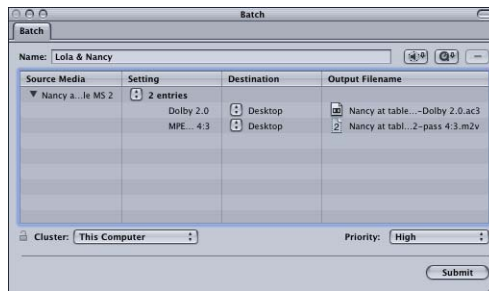 Batch
Batch
Name: Lola & Nancy
Source Media Setting Destination Output Filename
Nancy a...le MS 2 2 entries
Dolby 2.0 Desktop Nancy at table...-Dolby 2.0.ac3
MPE... 4:3 Desktop 2 Nancy at tabl...2-pass 4:3.m2v
Cluster: This Computer Priority: High
Submit